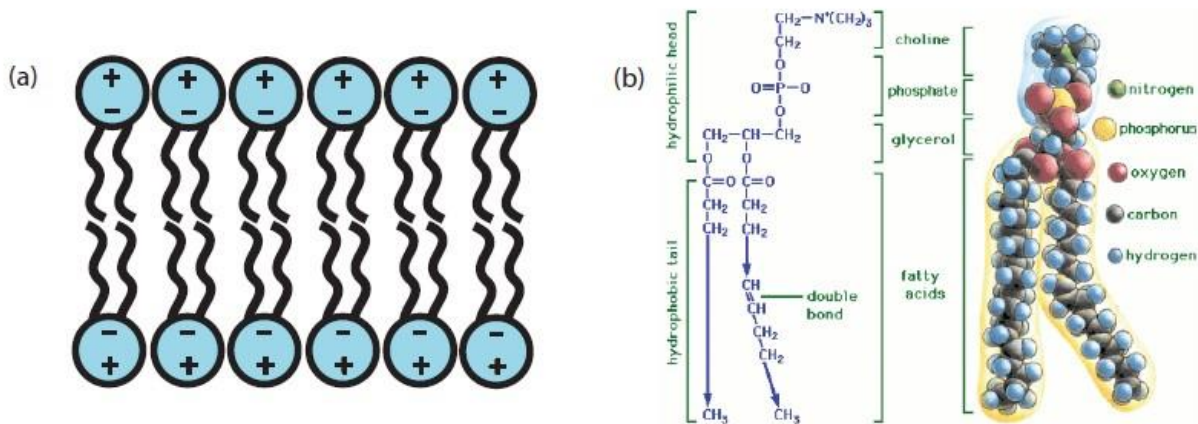 (a)
+ + + + + +
− − − − − −
− − − − − −
+ + + + + +
(b)
hydrophilic head
CH₂—N⁺(CH₂)₃
CH₂
O
O=P—O
O
CH₂—CH—CH₂
O O
C=O C=O
CH₂ CH₂
CH₂ CH₂
hydrophobic tail
CH
CH
CH₂
CH₂
CH₃ CH₃
double
bond
choline
phosphate
glycerol
fatty
acids
nitrogen
phosphorus
oxygen
carbon
hydrogen